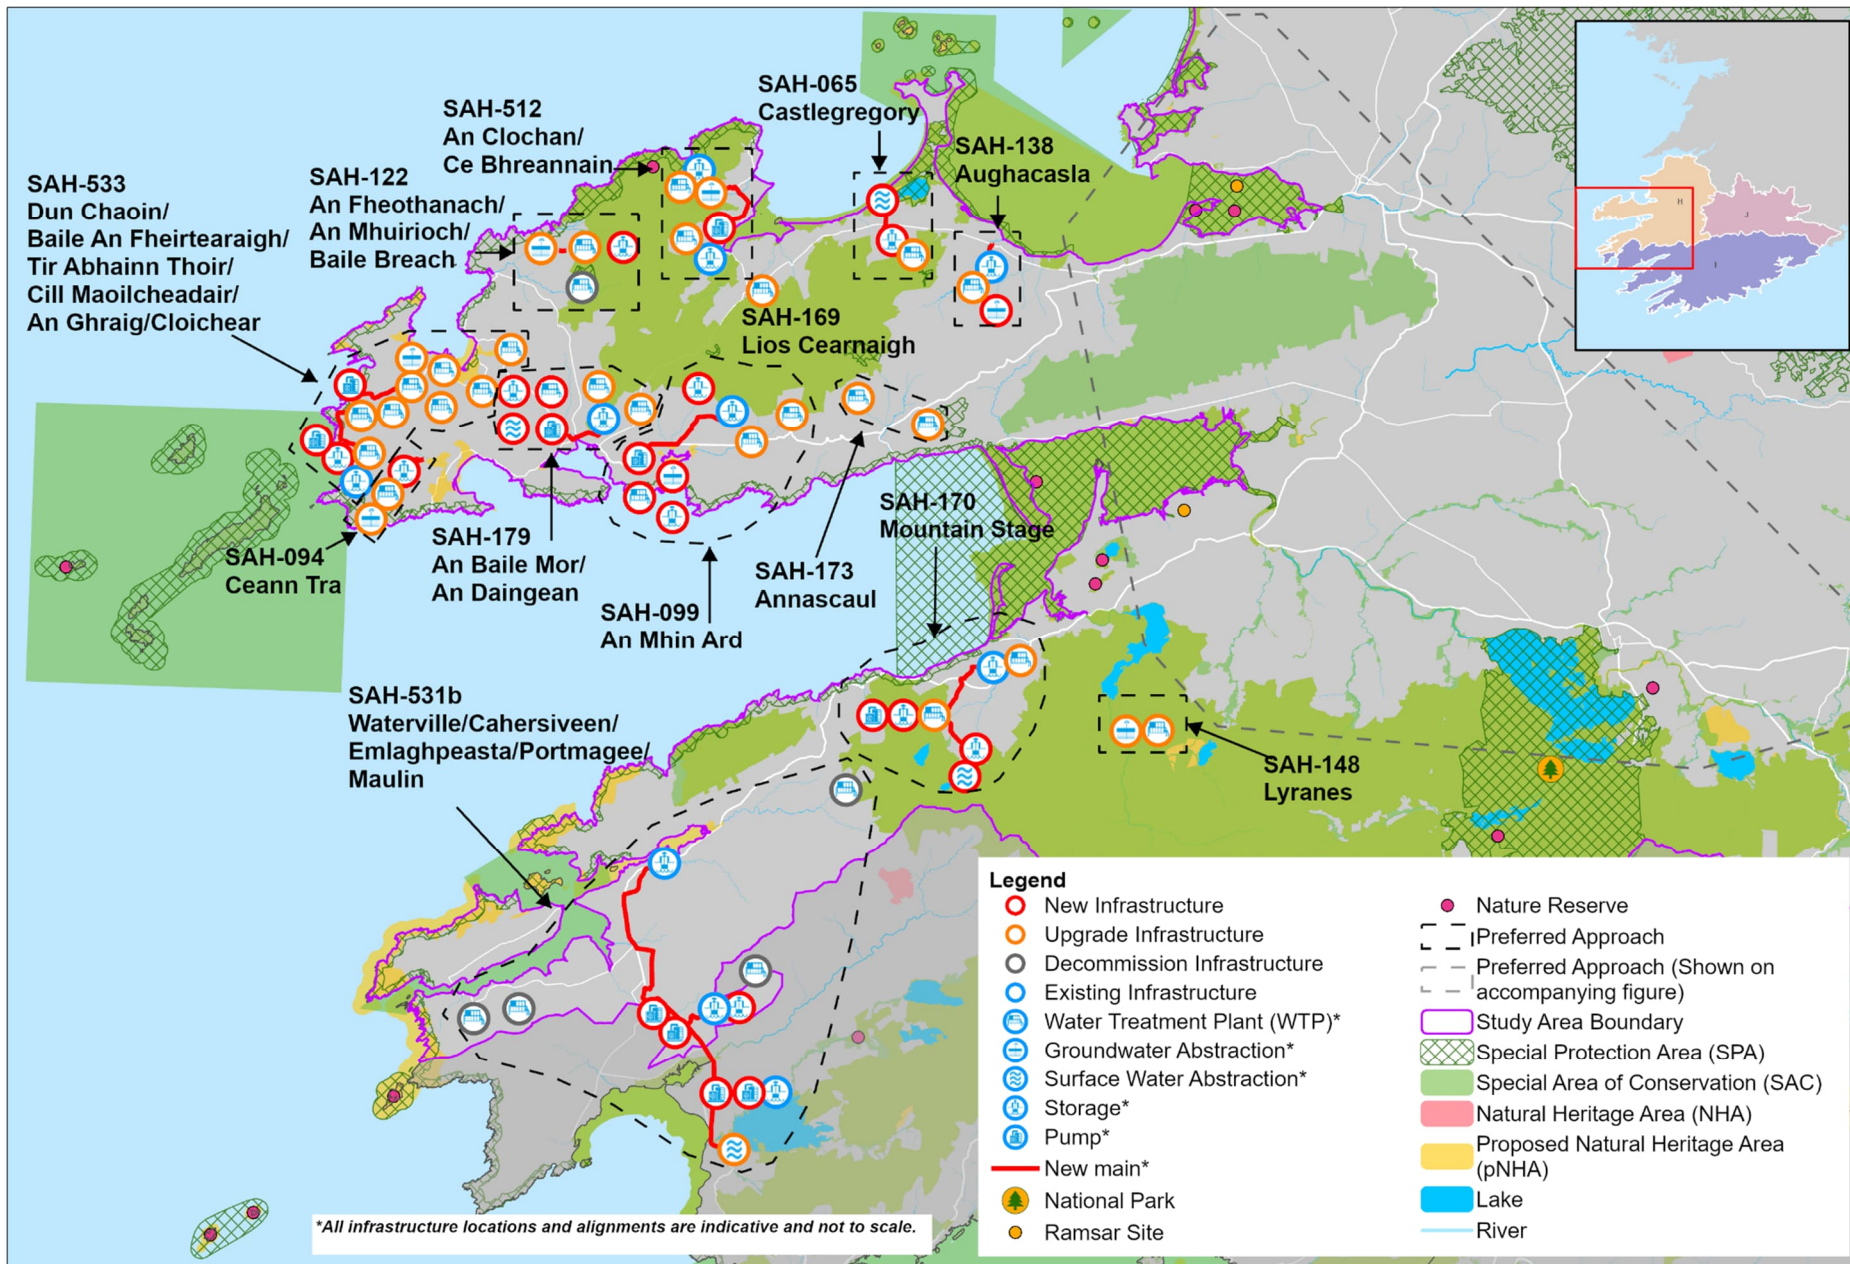 SAH-065
Castlegregory
SAH-512
An Clochan/
Ce Bhreannain
SAH-138
Aughacasla
SAH-533
Dun Chaoin/
Baile An Fheirtearaigh/
Tir Abhainn Thoir/
Cill Maoilcheadair/
An Ghraig/Cloichear
SAH-122
An Fheothanach/
An Mhuirioch/
Baile Breach
SAH-169
Lios Cearnaigh
SAH-094
Ceann Tra
SAH-179
An Baile Mor/
An Daingean
SAH-099
An Mhin Ard
SAH-173
Annascaul
SAH-170
Mountain Stage
SAH-531b
Waterville/Cahersiveen/
Emlaghpeasta/Portmagee/
Maulin
SAH-148
Lyranes
H
J
I
Legend
New Infrastructure
Upgrade Infrastructure
Decommission Infrastructure
Existing Infrastructure
Water Treatment Plant (WTP)*
Groundwater Abstraction*
Surface Water Abstraction*
Storage*
Pump*
New main*
National Park
Ramsar Site
Nature Reserve
Preferred Approach
Preferred Approach (Shown on
accompanying figure)
Study Area Boundary
Special Protection Area (SPA)
Special Area of Conservation (SAC)
Natural Heritage Area (NHA)
Proposed Natural Heritage Area
(pNHA)
Lake
River
*All infrastructure locations and alignments are indicative and not to scale.